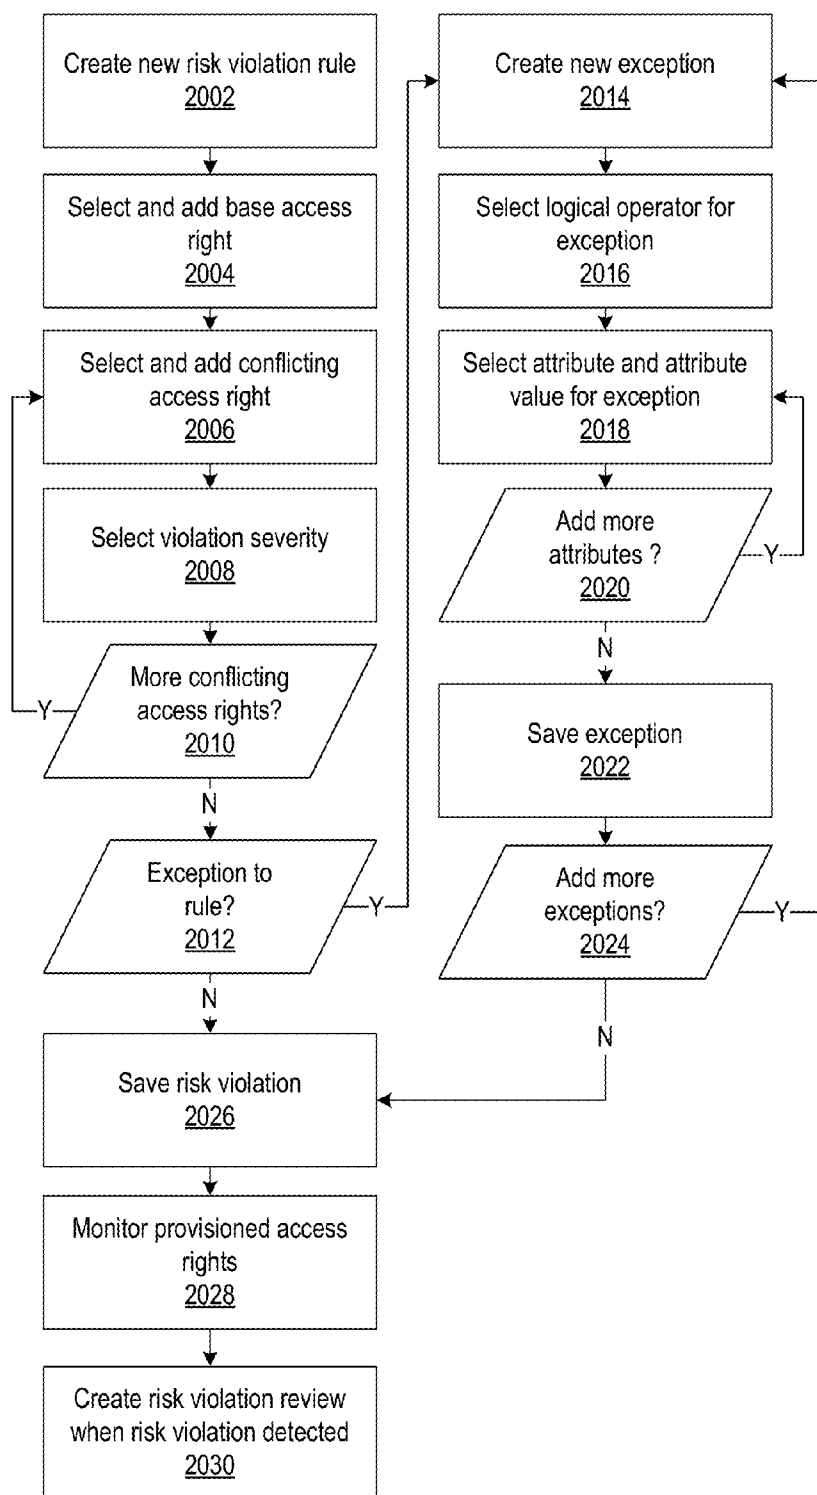 Create new risk violation rule
2002
Select and add base access
right
2004
Select and add conflicting
access right
2006
Select violation severity
2008
More conflicting
access rights?
2010
Y
N
Exception to
rule?
2012
Y
N
Save risk violation
2026
Monitor provisioned access
rights
2028
Create risk violation review
when risk violation detected
2030
Create new exception
2014
Select logical operator for
exception
2016
Select attribute and attribute
value for exception
2018
Add more
attributes ?
2020
Y
N
Save exception
2022
Add more
exceptions?
2024
Y
N